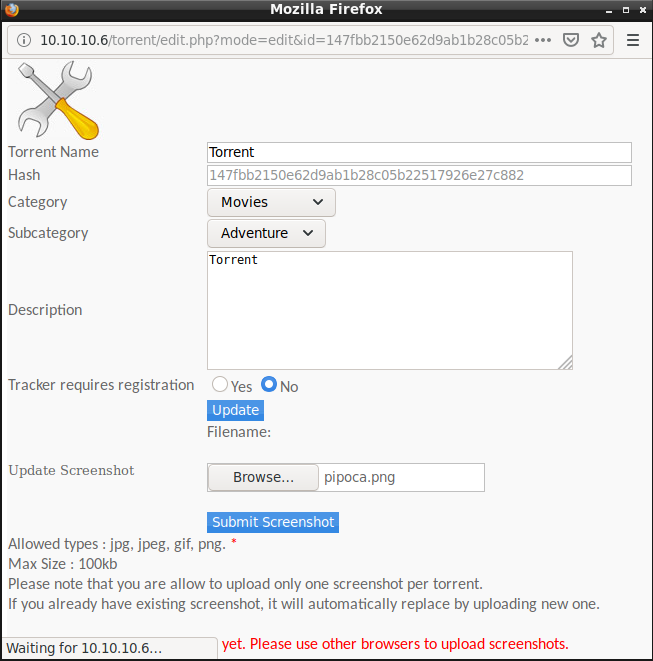 Mozilla Firefox
10.10.10.6/torrent/edit.php?mode=edit&id=147fbb2150e62d9ab1b28c05b2
Torrent Name Torrent
Hash 147fbb2150e62d9ab1b28c05b22517926e27c882
Category Movies
Subcategory Adventure
Torrent
Description
Tracker requires registration Yes No
Update
Filename:
Update Screenshot Browse... pipoca.png
Submit Screenshot
Allowed types : jpg, jpeg, gif, png. *
Max Size : 100kb
Please note that you are allow to upload only one screenshot per torrent.
If you already have existing screenshot, it will automatically replace by uploading new one.
Waiting for 10.10.10.6... yet. Please use other browsers to upload screenshots.